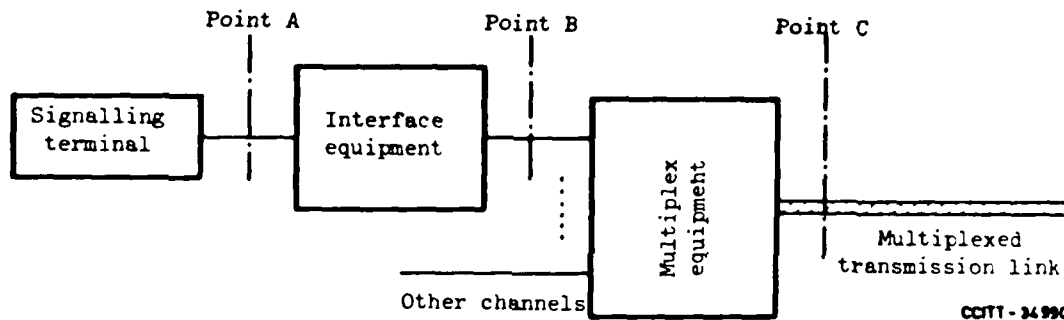 Point A
Point B
Point C
Signalling
terminal
Interface
equipment
Multiplex
equipment
Multiplexed
transmission link
Other channels